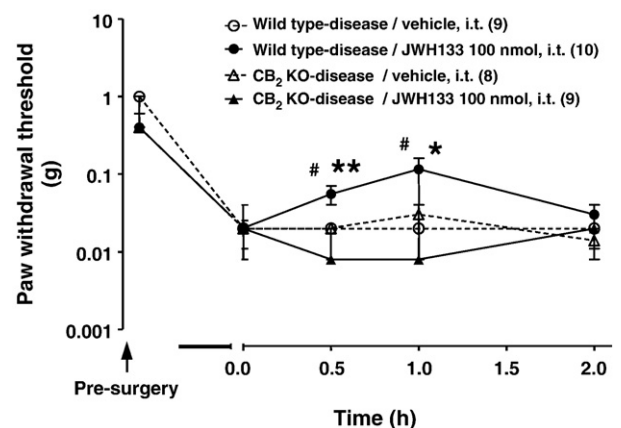 Wild type-disease / vehicle, i.t. (9)
Wild type-disease / JWH133 100 nmol, i.t. (10)
CB₂ KO-disease / vehicle, i.t. (8)
CB₂ KO-disease / JWH133 100 nmol, i.t. (9)
Paw withdrawal threshold
(g)
10
1
0.1
0.01
0.001
# **
# *
Pre-surgery
0.0
0.5
1.0
1.5
2.0
Time (h)